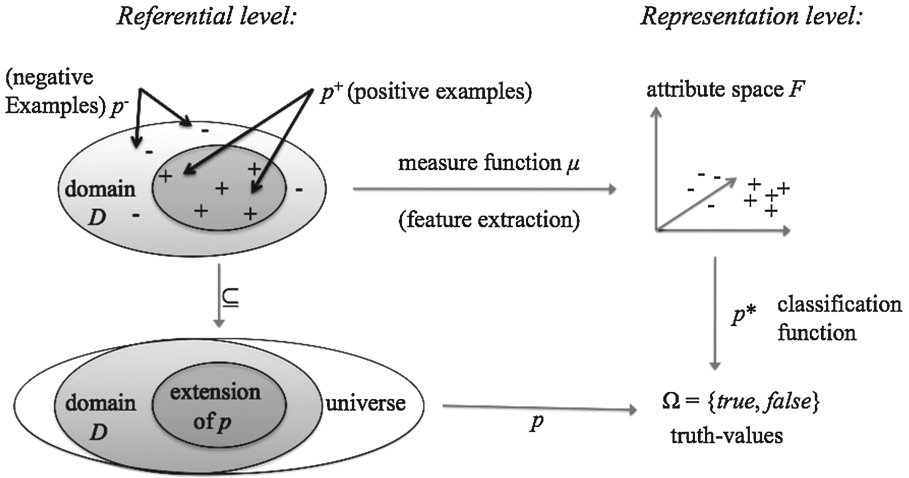 Referential level:
Representation level:
(negative
Examples) p⁻
p⁺ (positive examples)
attribute space F
- - + + + + + - -
domain
D
measure function μ
(feature extraction)
- - - - + + + + + +
⊆
p*
classification
function
domain
D
extension
of p
universe
p
Ω = {true, false}
truth-values